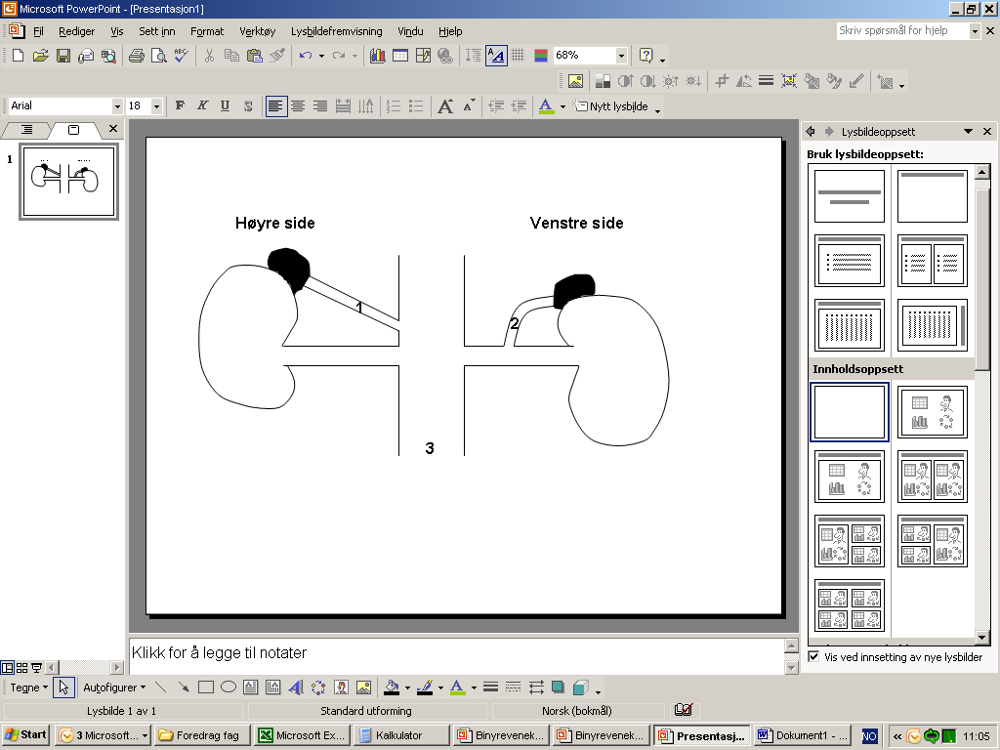 Microsoft PowerPoint - [Presentasjon1]
Fil Rediger Vis Sett inn Format Verktøy Lysbildefremvisning Vindu Hjelp Skriv spørsmål for hjelp
68%
Arial 18 F K U S Nytt lysbilde
Lysbildeoppsett
1
Bruk lysbildeoppsett:
Høyre side Venstre side
1
2
3
Innholdsoppsett
Klikk for å legge til notater
Vis ved innsetting av nye lysbilder
Tegne Autofigurer
Lysbilde 1 av 1 Standard utforming Norsk (bokmål)
Start 3 Microsoft... Foredrag fag Microsoft Ex... Kalkulator Binyrevenek... Binyrevenek... Presentasj... Dokument1 - ... NO « 11:05